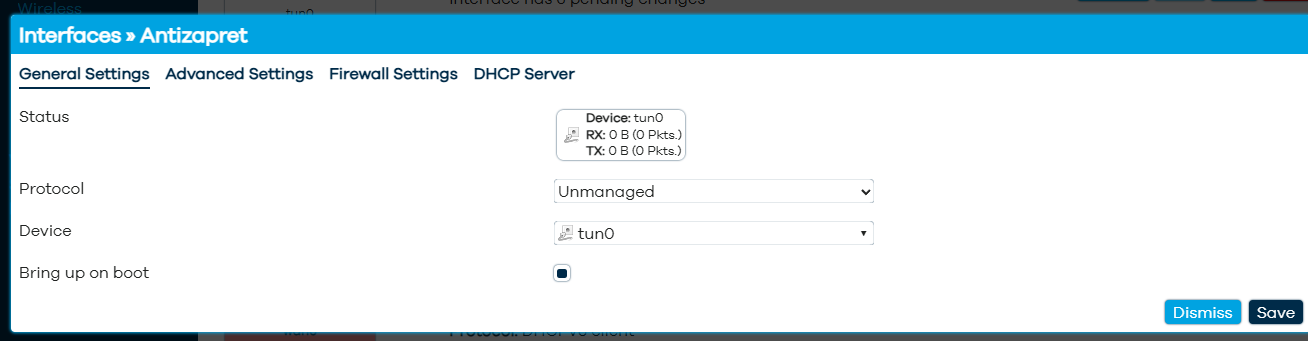 Wireless
tun0
Interface has 6 pending changes
Interfaces » Antizapret
General Settings Advanced Settings Firewall Settings DHCP Server
Status
Device: tun0
RX: 0 B (0 Pkts.)
TX: 0 B (0 Pkts.)
Protocol
Unmanaged
Device
tun0
Bring up on boot
Dismiss Save
Protocol: DHCPv6 client